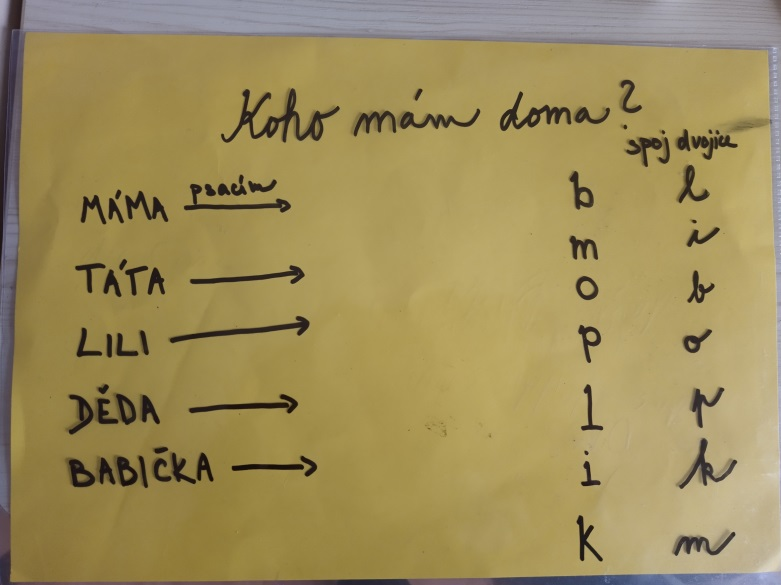 Koho mám doma?
spoj dvojice
MÁMA psacím →
TÁTA →
LILI →
DĚDA →
BABIČKA →
b l
m i
o b
p o
l p
i k
k m